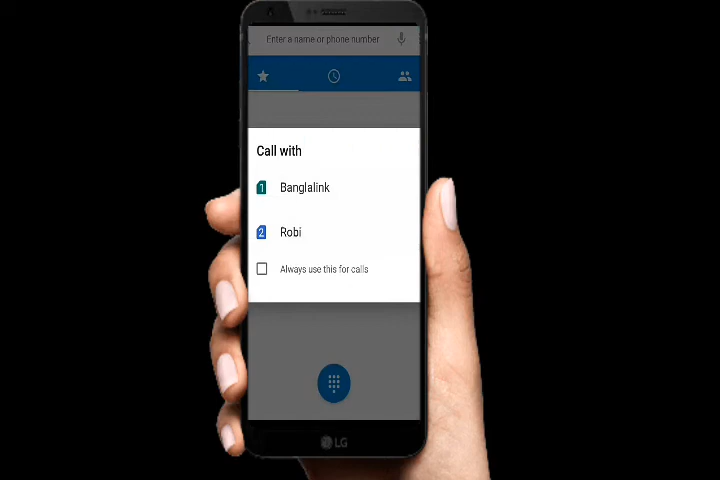 Enter a name or phone number
Call with
1 Banglalink
2 Robi
Always use this for calls
LG